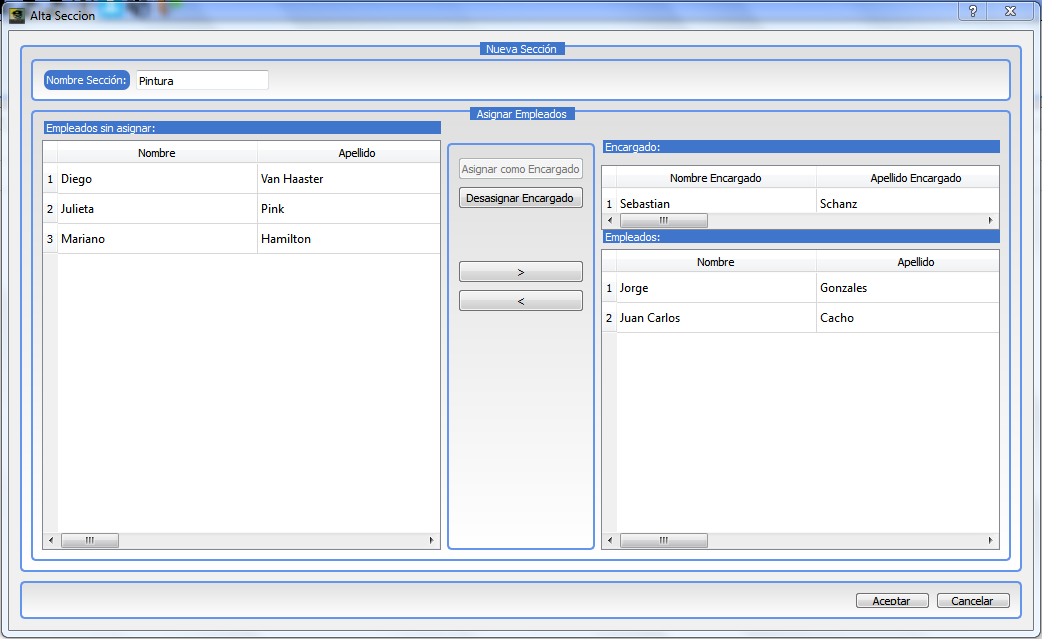 Alta Seccion
Nueva Sección
Nombre Sección: Pintura
Asignar Empleados
Empleados sin asignar:
Nombre Apellido
1 Diego Van Haaster
2 Julieta Pink
3 Mariano Hamilton
Asignar como Encargado
Desasignar Encargado
>
<
Encargado:
Nombre Encargado Apellido Encargado
1 Sebastian Schanz
Empleados:
Nombre Apellido
1 Jorge Gonzales
2 Juan Carlos Cacho
Aceptar Cancelar